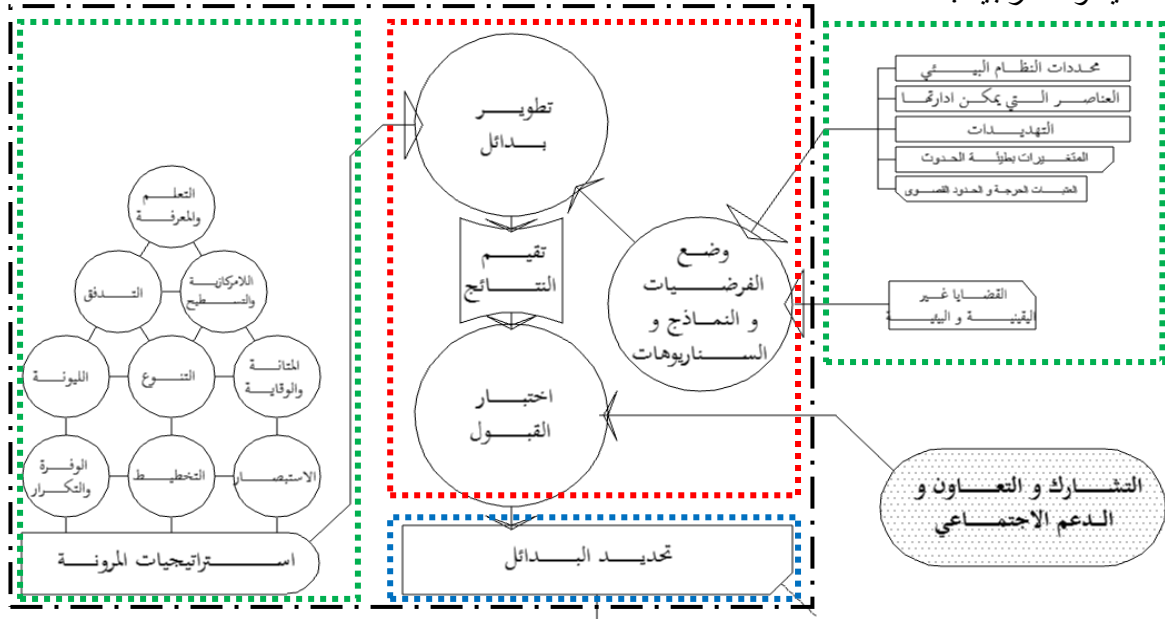 محددات النظام البيئي
العناصر التي يمكن ادارتها
التهديدات
المتغيرات بطيئة الحدوث
العتبات الحرجة و الحدود القصوى
القضايا غير
اليقينية و البيئية
التشارك و التعاون و
الدعم الاجتماعي
تطوير
بدائل
تقيم
النتائج
وضع
الفرضيات
و النماذج و
السناريوهات
اختبار
القبول
تحديد البدائل
التعلم
والمعرفة
اللامركزية
والتسطيح
التدفق
المتانة
والوقاية
التنوع
الليونة
الاستبصار
التخطيط
الوفرة
والتكرار
استراتيجيات المرونة